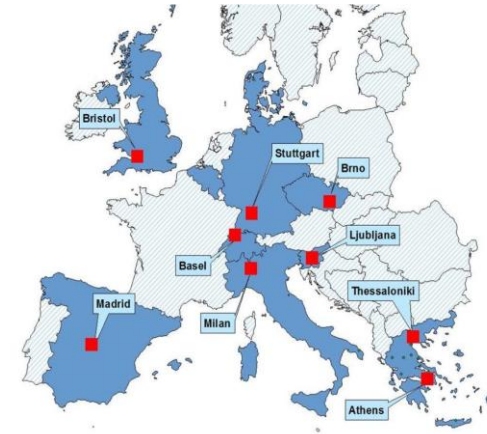 Bristol
Stuttgart
Brno
Ljubljana
Basel
Thessaloniki
Madrid
Milan
Athens